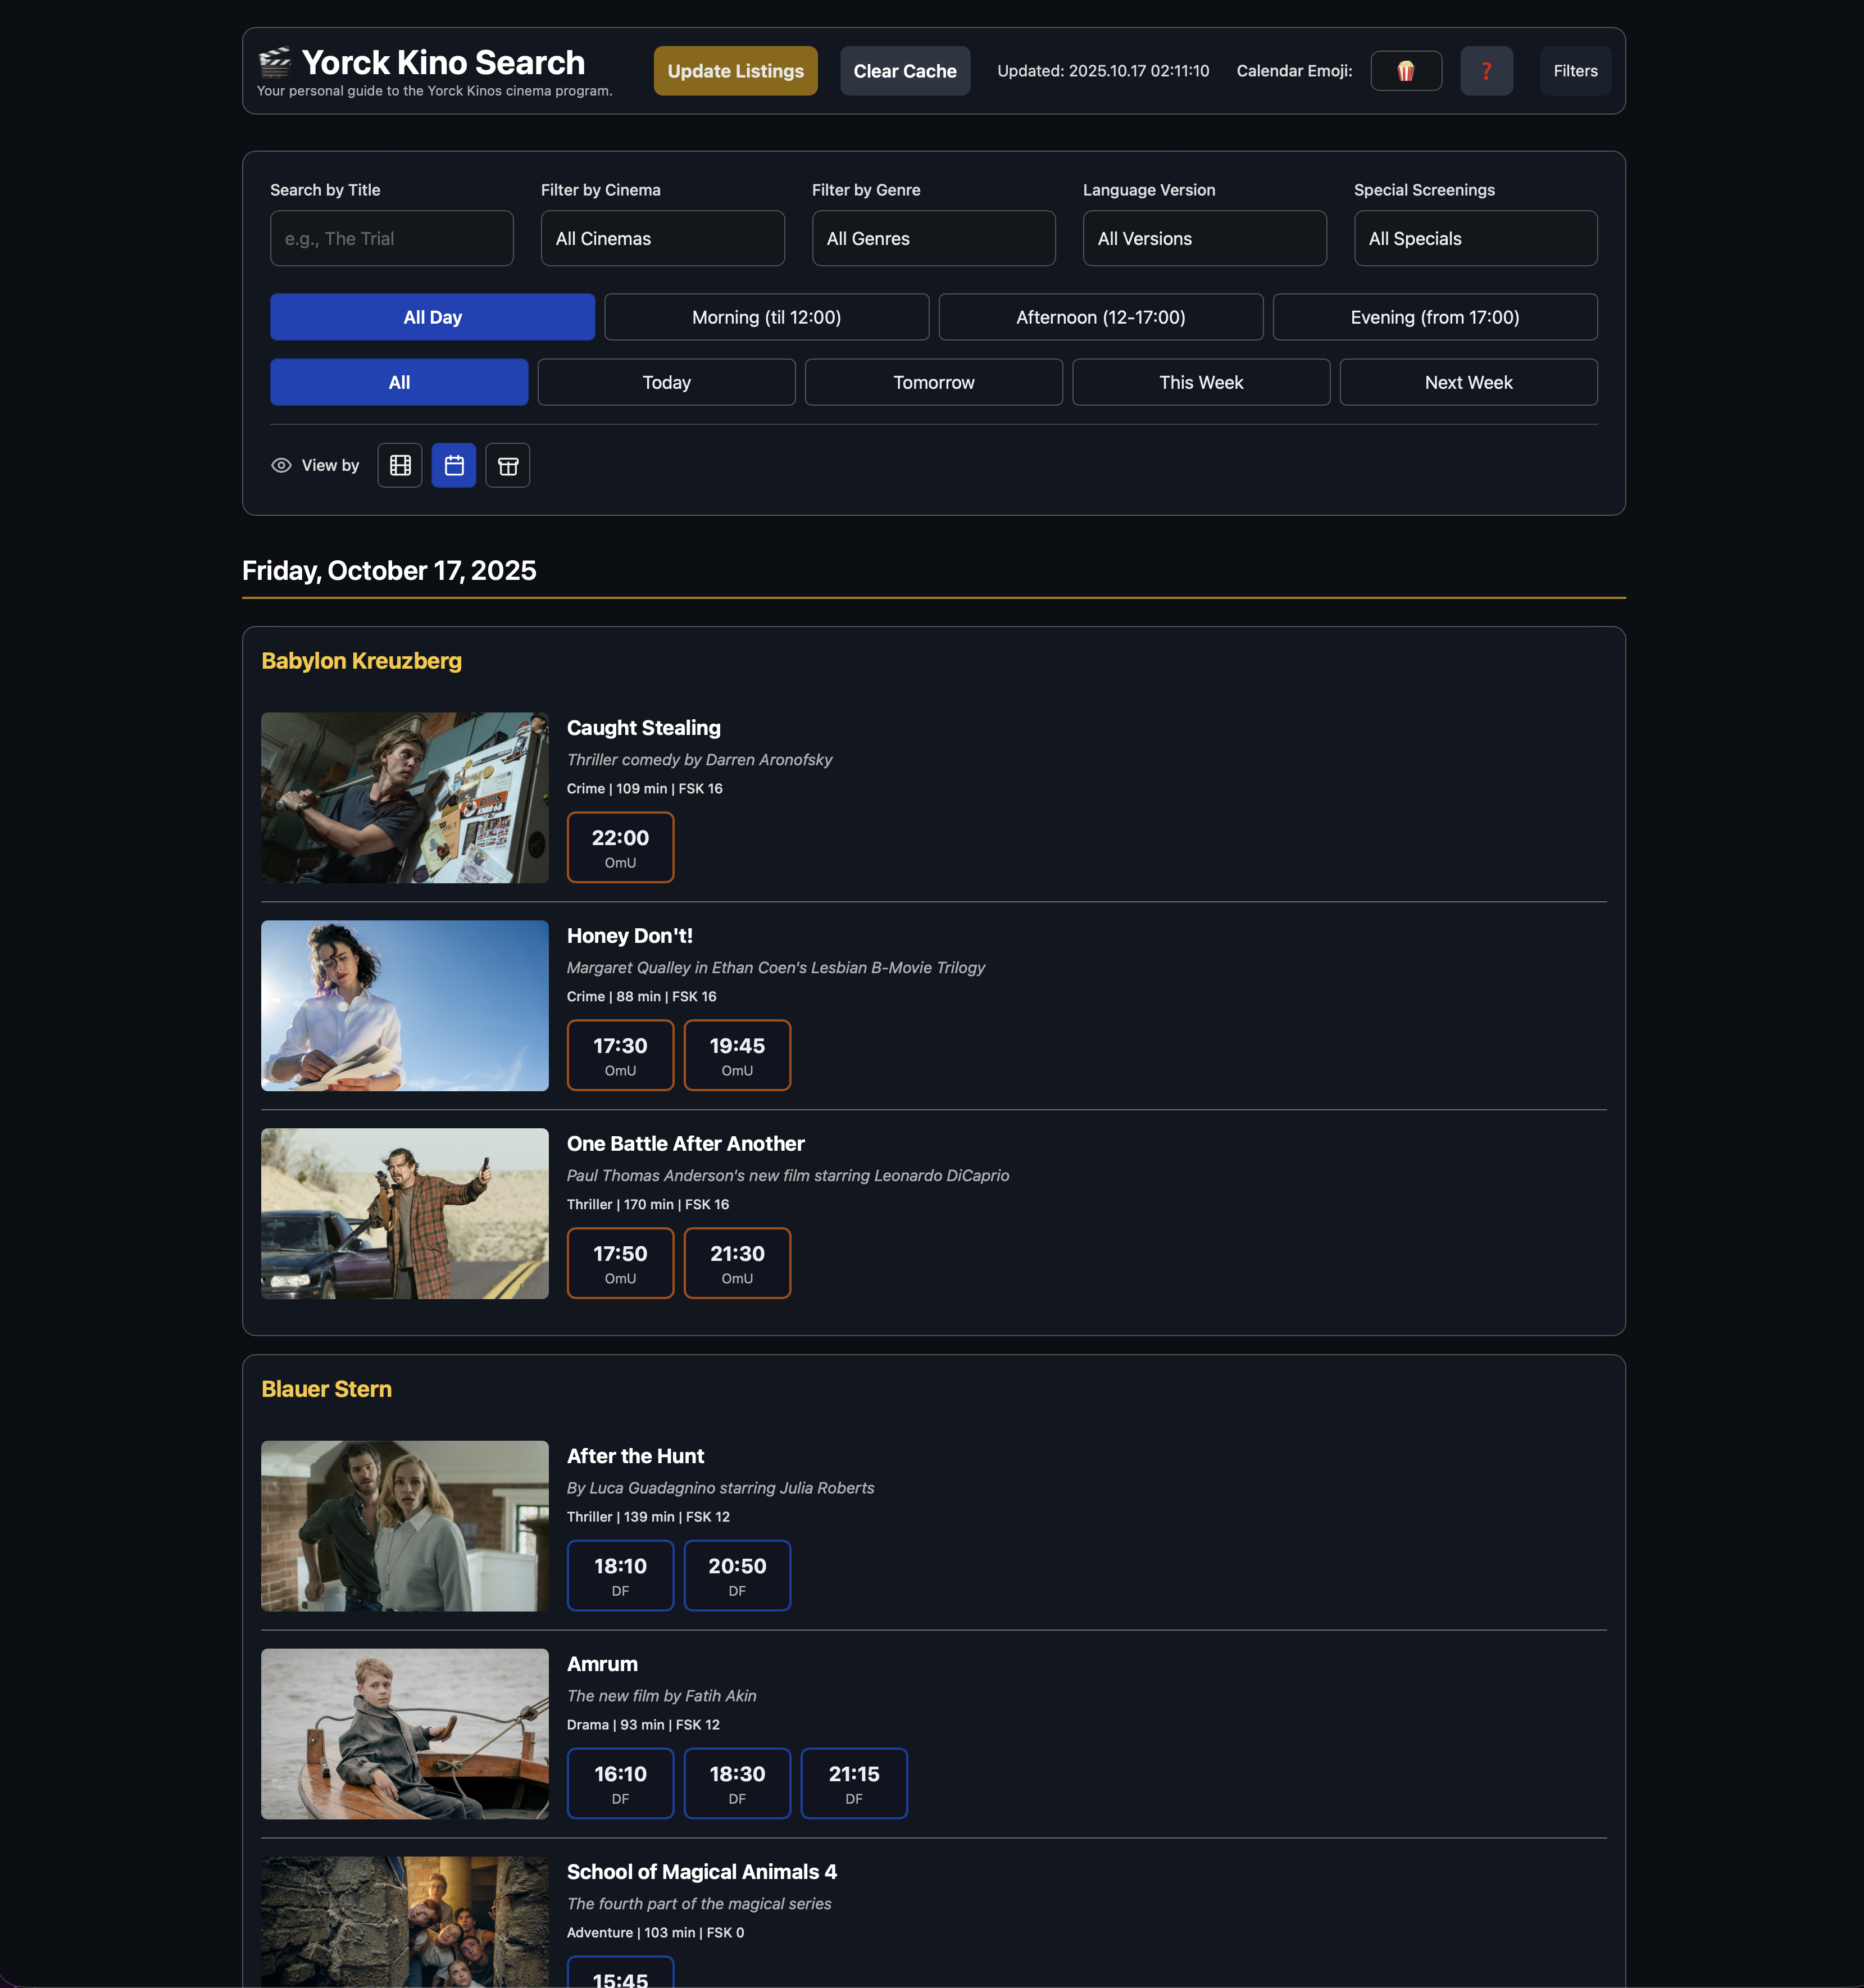 Yorck Kino Search
Your personal guide to the Yorck Kinos cinema program.
Update Listings
Clear Cache
Updated: 2025.10.17 02:11:10
Calendar Emoji:
🍿
❓
Filters
Search by Title
Filter by Cinema
Filter by Genre
Language Version
Special Screenings
e.g., The Trial
All Cinemas
All Genres
All Versions
All Specials
All Day
Morning (til 12:00)
Afternoon (12-17:00)
Evening (from 17:00)
All
Today
Tomorrow
This Week
Next Week
View by
Friday, October 17, 2025
Babylon Kreuzberg
Caught Stealing
Thriller comedy by Darren Aronofsky
Crime | 109 min | FSK 16
22:00
OmU
Honey Don't!
Margaret Qualley in Ethan Coen's Lesbian B-Movie Trilogy
Crime | 88 min | FSK 16
17:30 19:45
OmU OmU
One Battle After Another
Paul Thomas Anderson's new film starring Leonardo DiCaprio
Thriller | 170 min | FSK 16
17:50 21:30
OmU OmU
Blauer Stern
After the Hunt
By Luca Guadagnino starring Julia Roberts
Thriller | 139 min | FSK 12
18:10 20:50
DF DF
Amrum
The new film by Fatih Akin
Drama | 93 min | FSK 12
16:10 18:30 21:15
DF DF DF
School of Magical Animals 4
The fourth part of the magical series
Adventure | 103 min | FSK 0
15:45